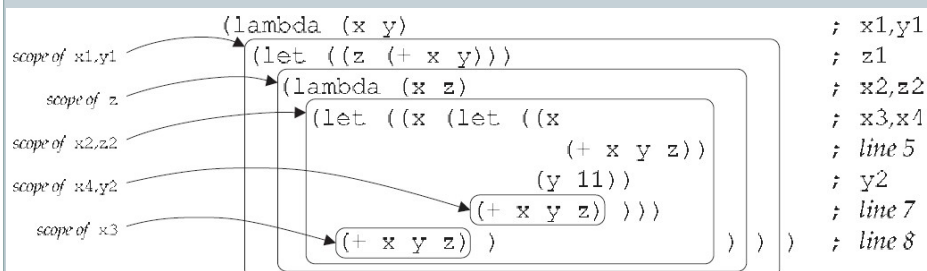 (lambda (x y) ; x1,y1
scope of x1,y1 (let ((z (+ x y))) ; z1
scope of z (lambda (x z) ; x2,z2
scope of x2,z2 (let ((x (let ((x ; x3,x4
(+ x y z)) ; line 5
scope of x4,y2 (y 11)) ; y2
(+ x y z) ))) ; line 7
scope of x3 (+ x y z) ) ) ) ) ; line 8